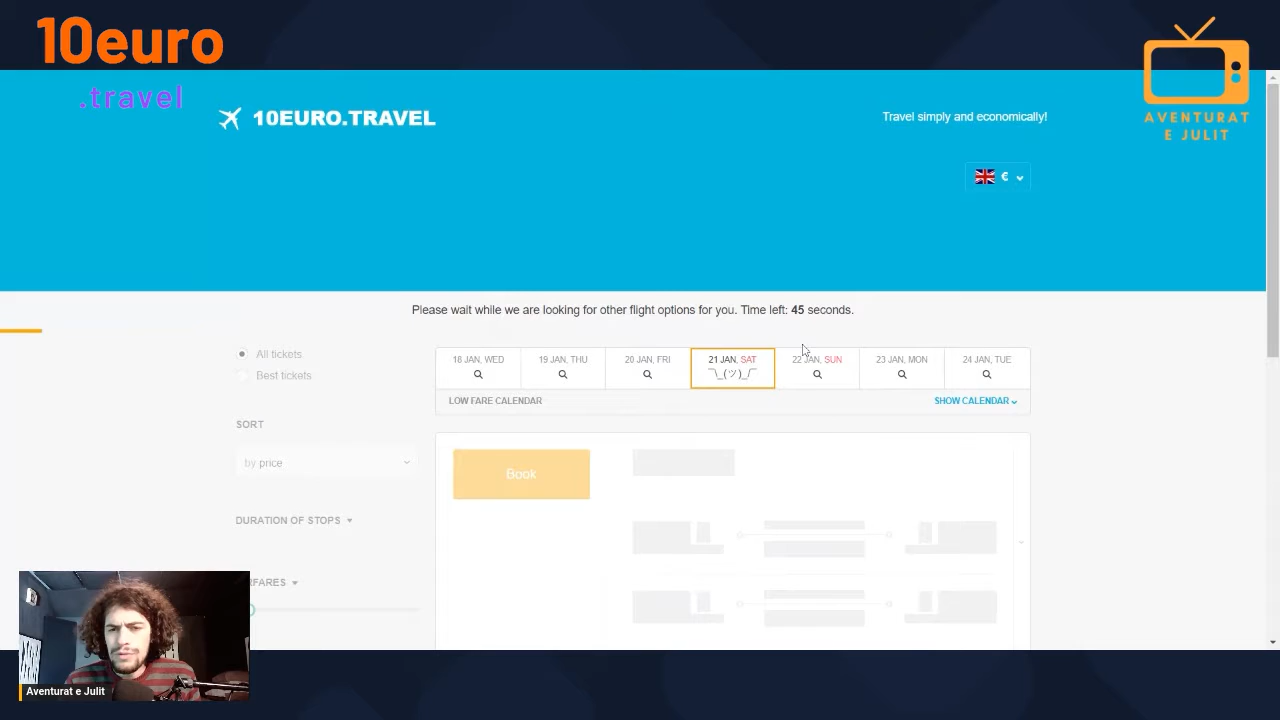 10euro
.travel
10EURO.TRAVEL
Travel simply and economically!
AVENTURAT
E JULIT
€
Please wait while we are looking for other flight options for you. Time left: 45 seconds.
All tickets
Best tickets
18 JAN, WED
19 JAN, THU
20 JAN, FRI
21 JAN, SAT
22 JAN, SUN
23 JAN, MON
24 JAN, TUE
¯\_(ツ)_/¯
LOW FARE CALENDAR
SHOW CALENDAR
SORT
by price
Book
DURATION OF STOPS
Aventurat e Julit